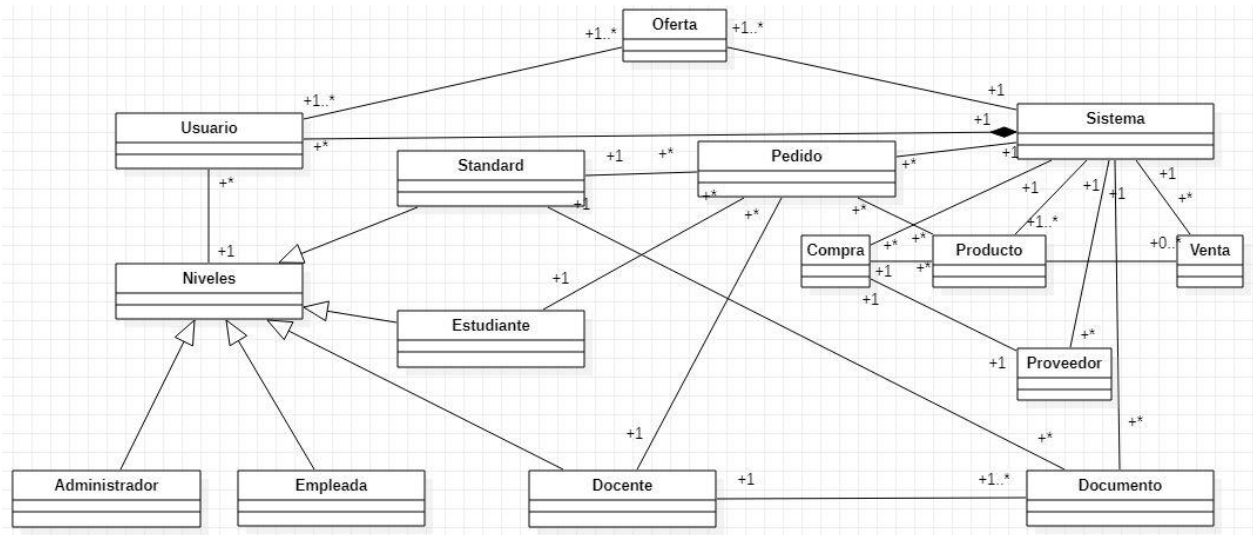 Oferta
+1..*
+1..*
+1..*
+1
Usuario
Sistema
+1
+*
Standard
+1
+*
Pedido
+1
+*
+*
+1
+*
+*
+*
+1
+1
+1
+1
+*
+1..*
+*
+1
Niveles
Compra
+*
+*
Producto
+0..*
Venta
+1
+*
+1
+1
Estudiante
+*
+1
Proveedor
+1
+*
+*
Administrador
Empleada
Docente
+1
+1..*
Documento